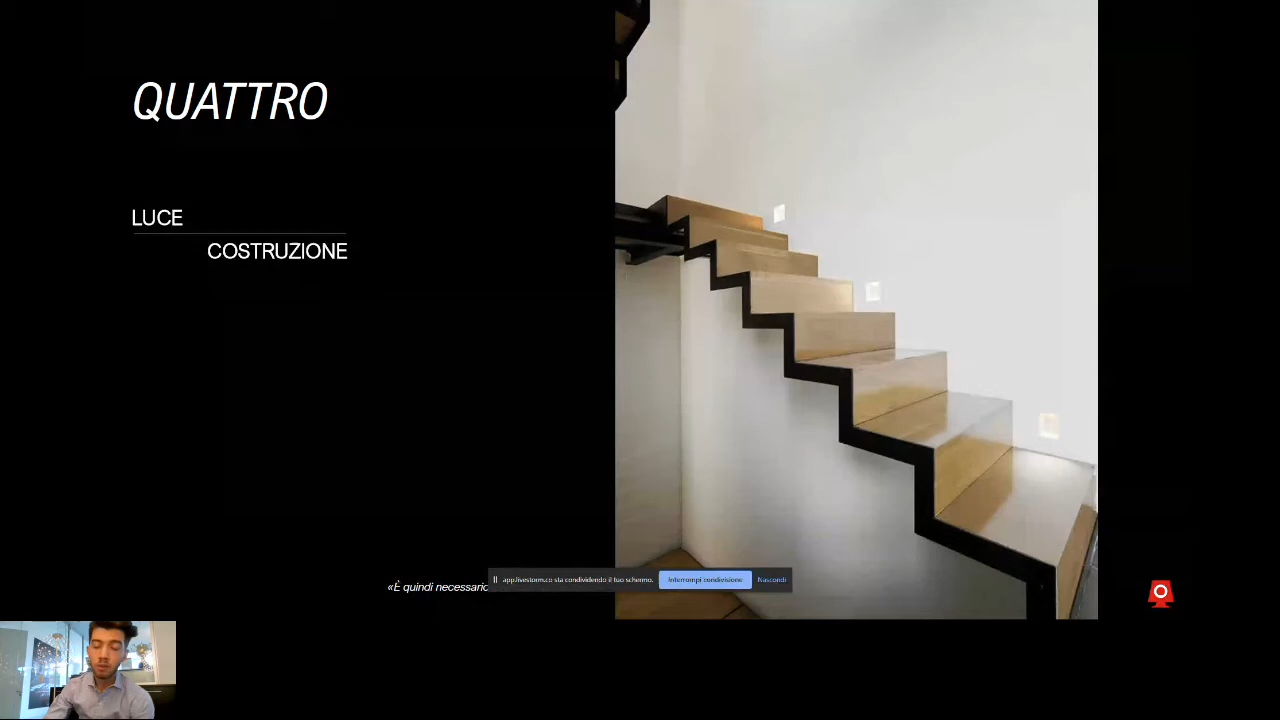 QUATTRO
LUCE
COSTRUZIONE
«È quindi necessario
app.livestorm.co sta condividendo il tuo schermo.
Interrompi condivisione
Nascondi